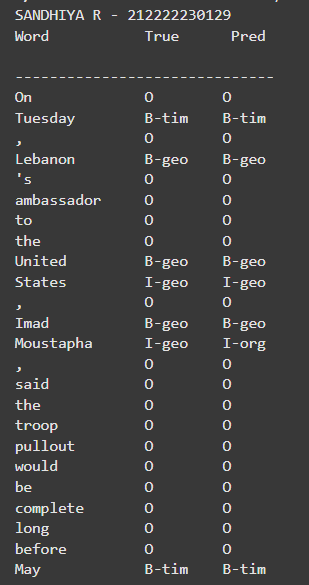 SANDHIYA R - 212222230129
Word True Pred
------------------------------
On O O
Tuesday B-tim B-tim
, O O
Lebanon B-geo B-geo
's O O
ambassador O O
to O O
the O O
United B-geo B-geo
States I-geo I-geo
, O O
Imad B-geo B-geo
Moustapha I-geo I-org
, O O
said O O
the O O
troop O O
pullout O O
would O O
be O O
complete O O
long O O
before O O
May B-tim B-tim